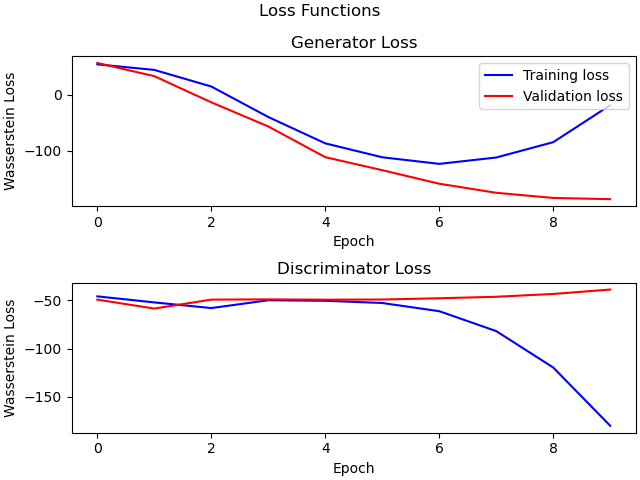 Loss Functions
Generator Loss
Wasserstein Loss
0
−100
Training loss
Validation loss
0 2 4 6 8
Epoch
Discriminator Loss
Wasserstein Loss
−50
−100
−150
0 2 4 6 8
Epoch